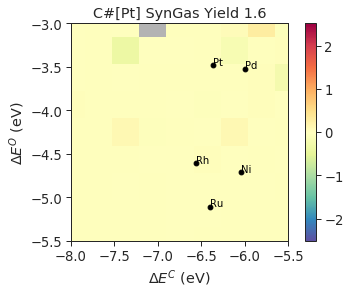 C#[Pt] SynGas Yield 1.6
−3.0
−3.5
−4.0
−4.5
−5.0
−5.5
ΔE^O (eV)
Pt
Pd
Rh
Ni
Ru
−8.0 −7.5 −7.0 −6.5 −6.0 −5.5
ΔE^C (eV)
2
1
0
−1
−2